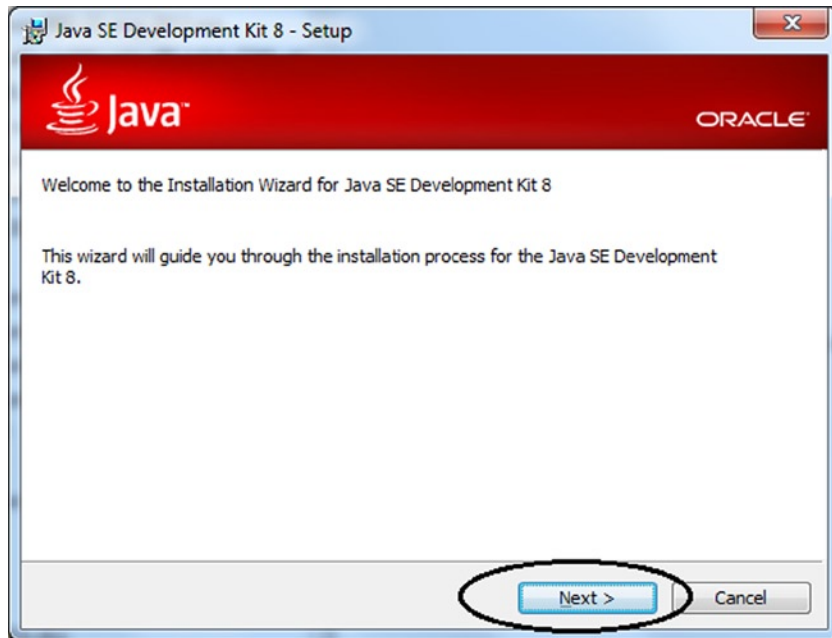 Java SE Development Kit 8 - Setup
Java™
ORACLE®
Welcome to the Installation Wizard for Java SE Development Kit 8
This wizard will guide you through the installation process for the Java SE Development
Kit 8.
Next >
Cancel